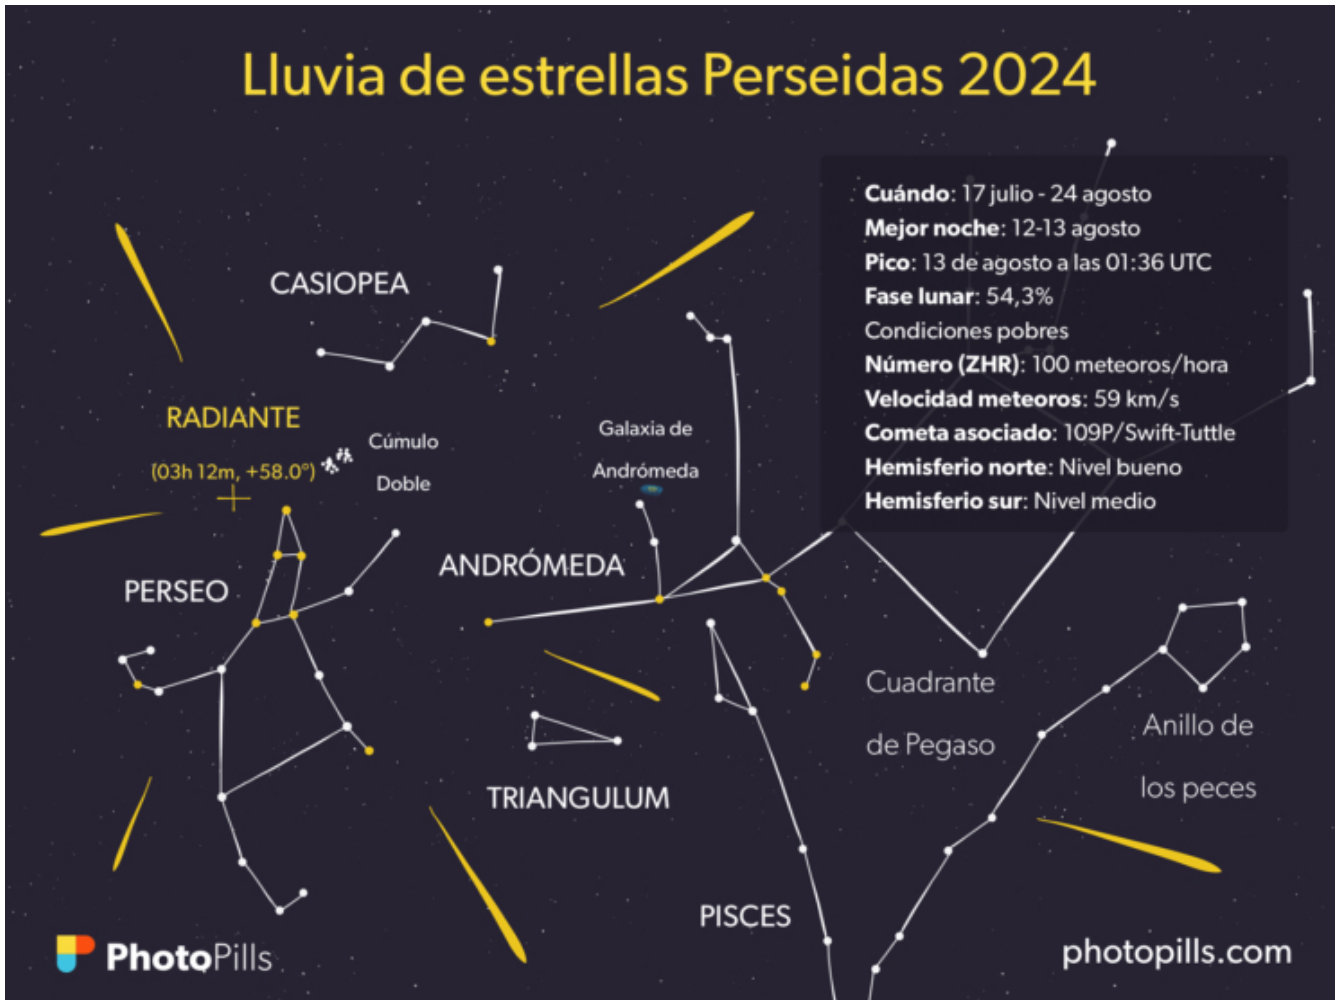 Lluvia de estrellas Perseidas 2024
Cuándo: 17 julio - 24 agosto
Mejor noche: 12-13 agosto
Pico: 13 de agosto a las 01:36 UTC
Fase lunar: 54,3%
Condiciones pobres
Número (ZHR): 100 meteoros/hora
Velocidad meteoros: 59 km/s
Cometa asociado: 109P/Swift-Tuttle
Hemisferio norte: Nivel bueno
Hemisferio sur: Nivel medio
CASIOPEA
RADIANTE
(03h 12m, +58.0°)
Cúmulo
Doble
Galaxia de
Andrómeda
ANDRÓMEDA
PERSEO
Cuadrante
de Pegaso
Anillo de
los peces
TRIANGULUM
PISCES
PhotoPills
photopills.com